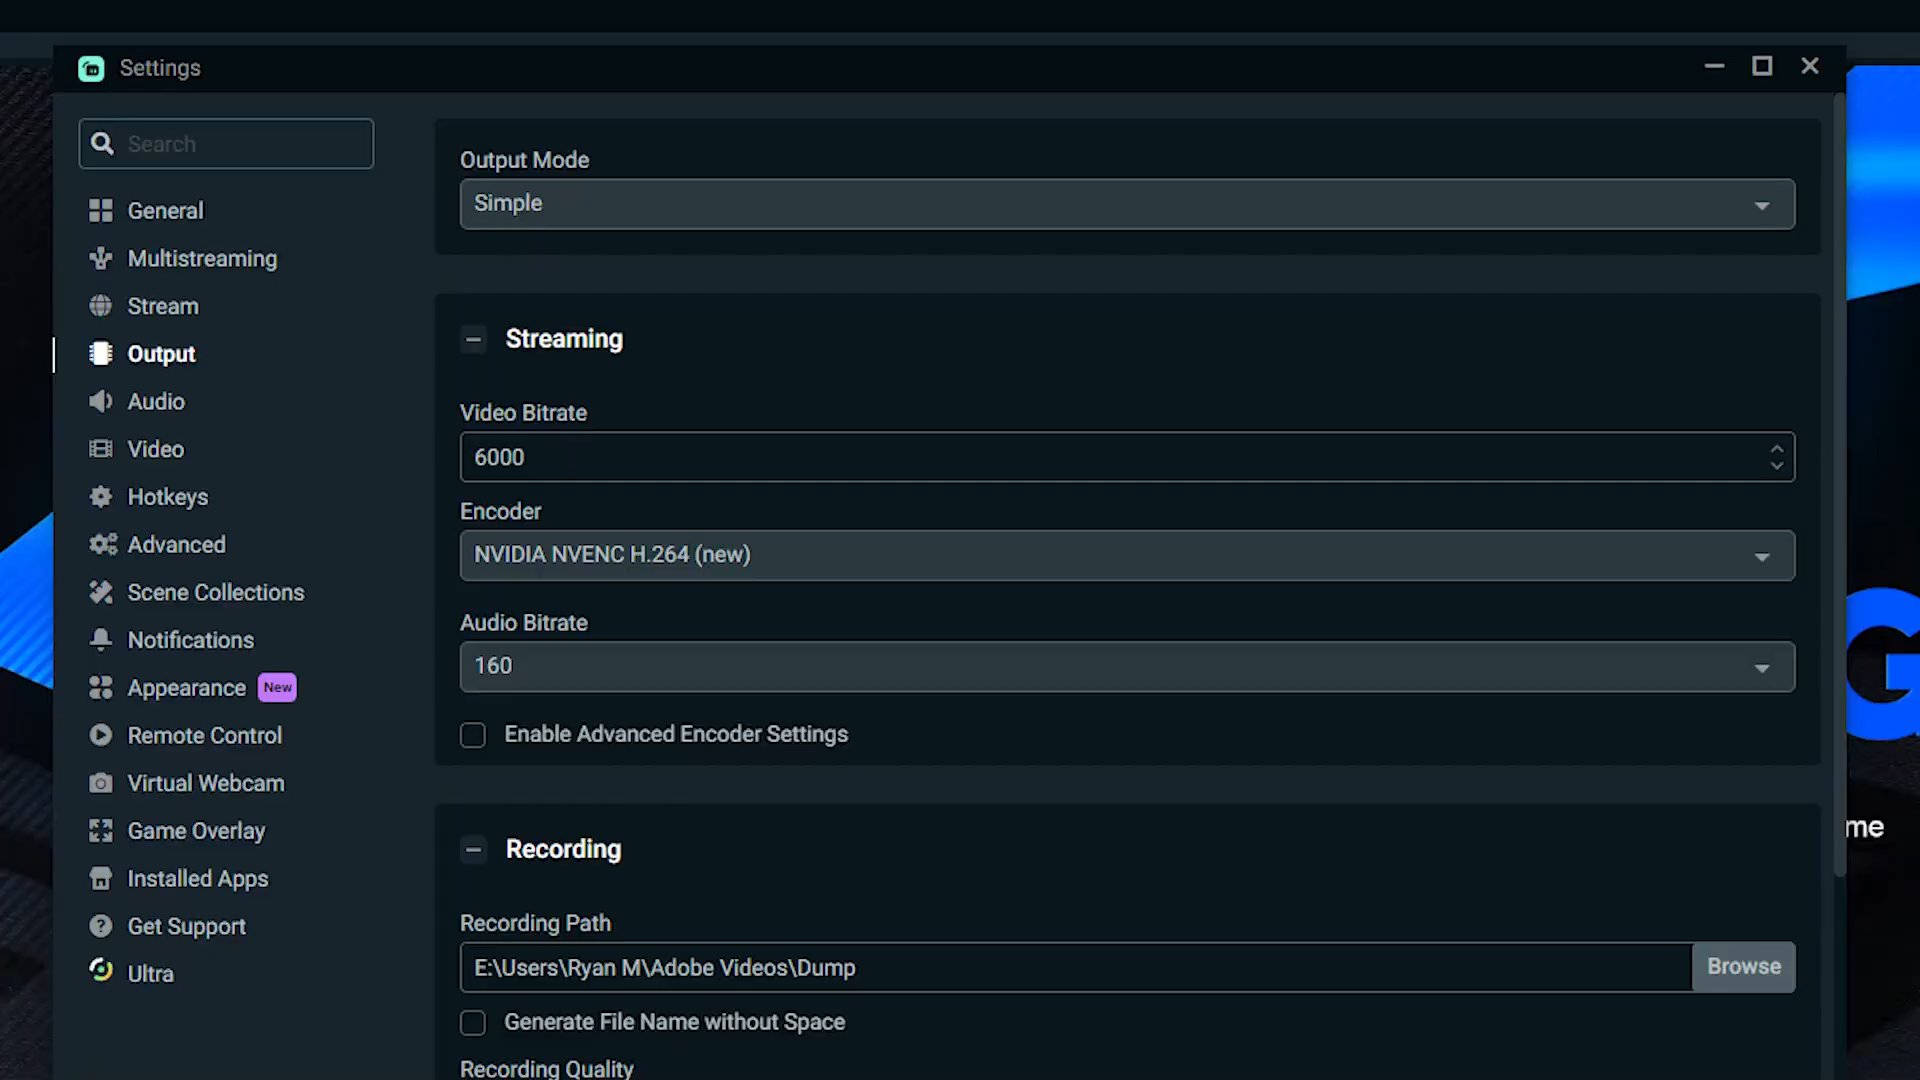 Settings
Search
General
Multistreaming
Stream
Output
Audio
Video
Hotkeys
Advanced
Scene Collections
Notifications
Appearance New
Remote Control
Virtual Webcam
Game Overlay
Installed Apps
Get Support
Ultra
Output Mode
Simple
Streaming
Video Bitrate
6000
Encoder
NVIDIA NVENC H.264 (new)
Audio Bitrate
160
Enable Advanced Encoder Settings
Recording
Recording Path
E:\Users\Ryan M\Adobe Videos\Dump
Browse
Generate File Name without Space
Recording Quality
G
me